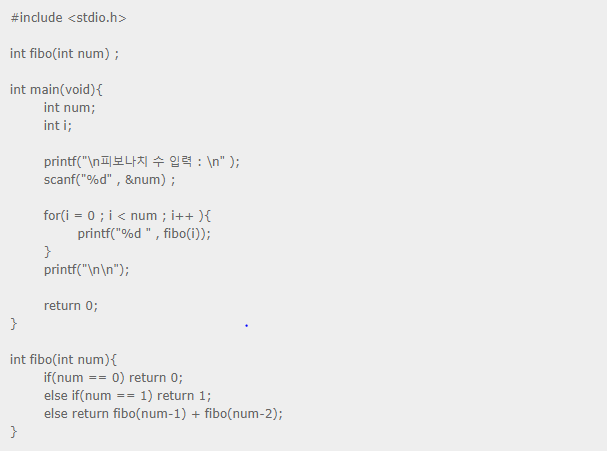 #include <stdio.h>
int fibo(int num) ;
int main(void){
int num;
int i;
printf("\n피보나치 수 입력 : \n" );
scanf("%d" , &num) ;
for(i = 0 ; i < num ; i++ ){
printf("%d " , fibo(i));
}
printf("\n\n");
return 0;
}
int fibo(int num){
if(num == 0) return 0;
else if(num == 1) return 1;
else return fibo(num-1) + fibo(num-2);
}